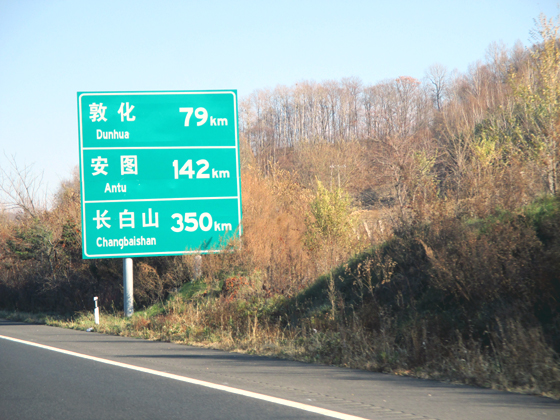 敦化 79km
Dunhua
安图 142km
Antu
长白山 350km
Changbaishan